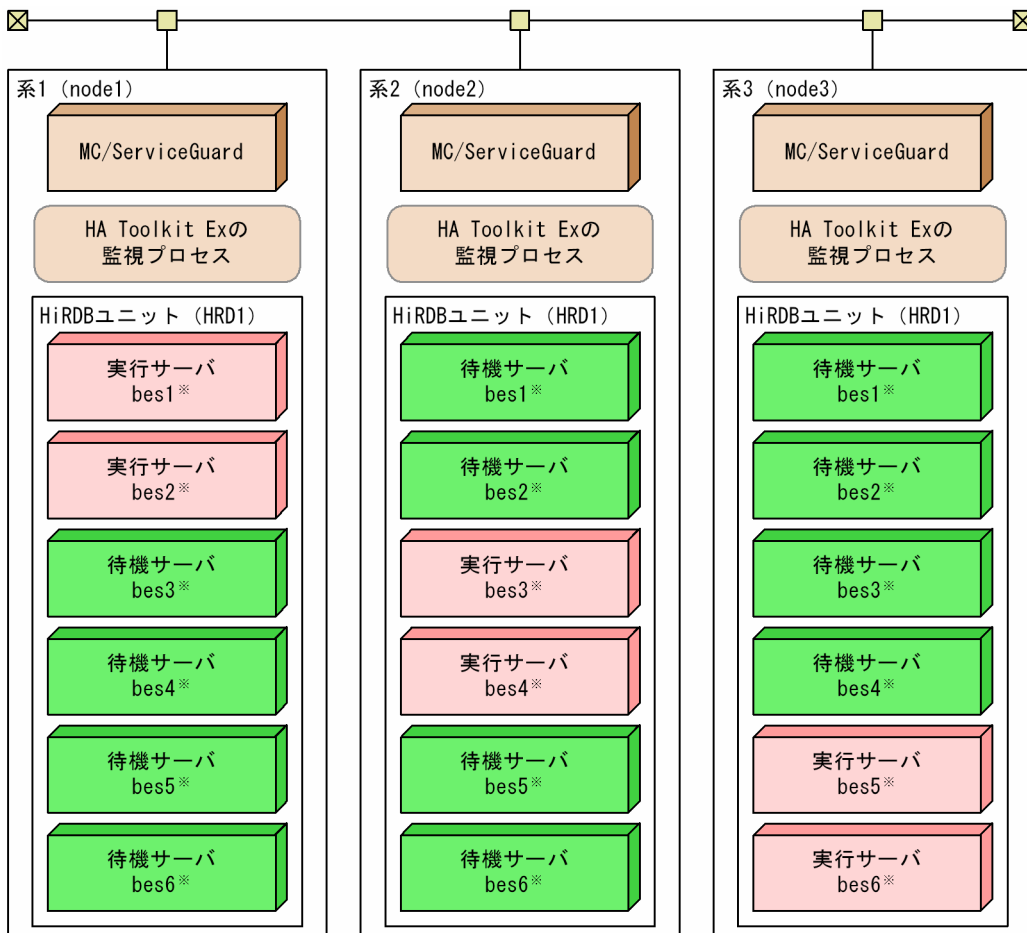 系1（node1）
MC/ServiceGuard
HA Toolkit Exの
監視プロセス
HiRDBユニット（HRD1）
実行サーバ
bes1※
実行サーバ
bes2※
待機サーバ
bes3※
待機サーバ
bes4※
待機サーバ
bes5※
待機サーバ
bes6※
系2（node2）
MC/ServiceGuard
HA Toolkit Exの
監視プロセス
HiRDBユニット（HRD1）
待機サーバ
bes1※
待機サーバ
bes2※
実行サーバ
bes3※
実行サーバ
bes4※
待機サーバ
bes5※
待機サーバ
bes6※
系3（node3）
MC/ServiceGuard
HA Toolkit Exの
監視プロセス
HiRDBユニット（HRD1）
待機サーバ
bes1※
待機サーバ
bes2※
待機サーバ
bes3※
待機サーバ
bes4※
実行サーバ
bes5※
実行サーバ
bes6※